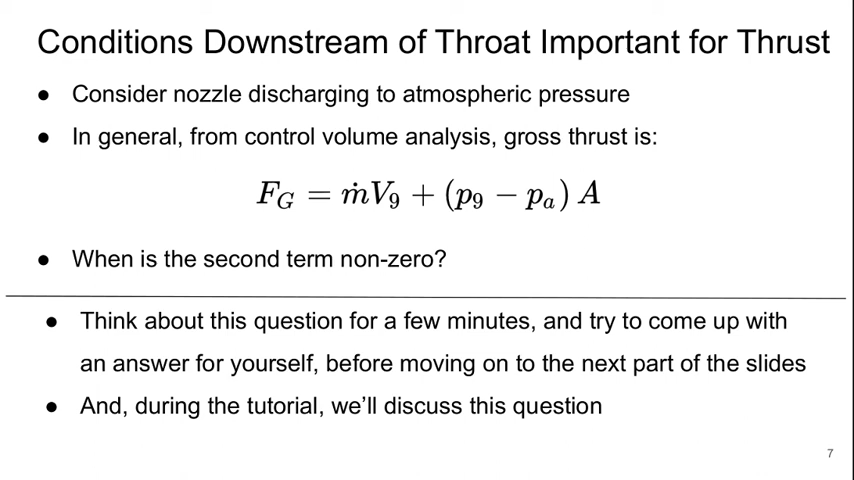 Conditions Downstream of Throat Important for Thrust
● Consider nozzle discharging to atmospheric pressure
● In general, from control volume analysis, gross thrust is:
F_G = ṁV_9 + (p_9 − p_a) A
● When is the second term non-zero?
● Think about this question for a few minutes, and try to come up with
an answer for yourself, before moving on to the next part of the slides
● And, during the tutorial, we’ll discuss this question
7